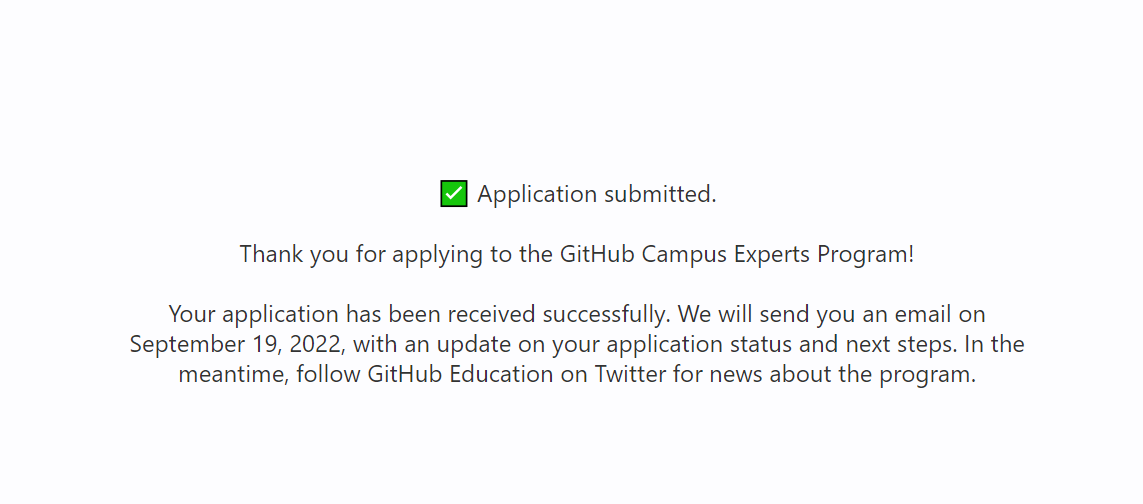 ✅ Application submitted.
Thank you for applying to the GitHub Campus Experts Program!
Your application has been received successfully. We will send you an email on
September 19, 2022, with an update on your application status and next steps. In the
meantime, follow GitHub Education on Twitter for news about the program.